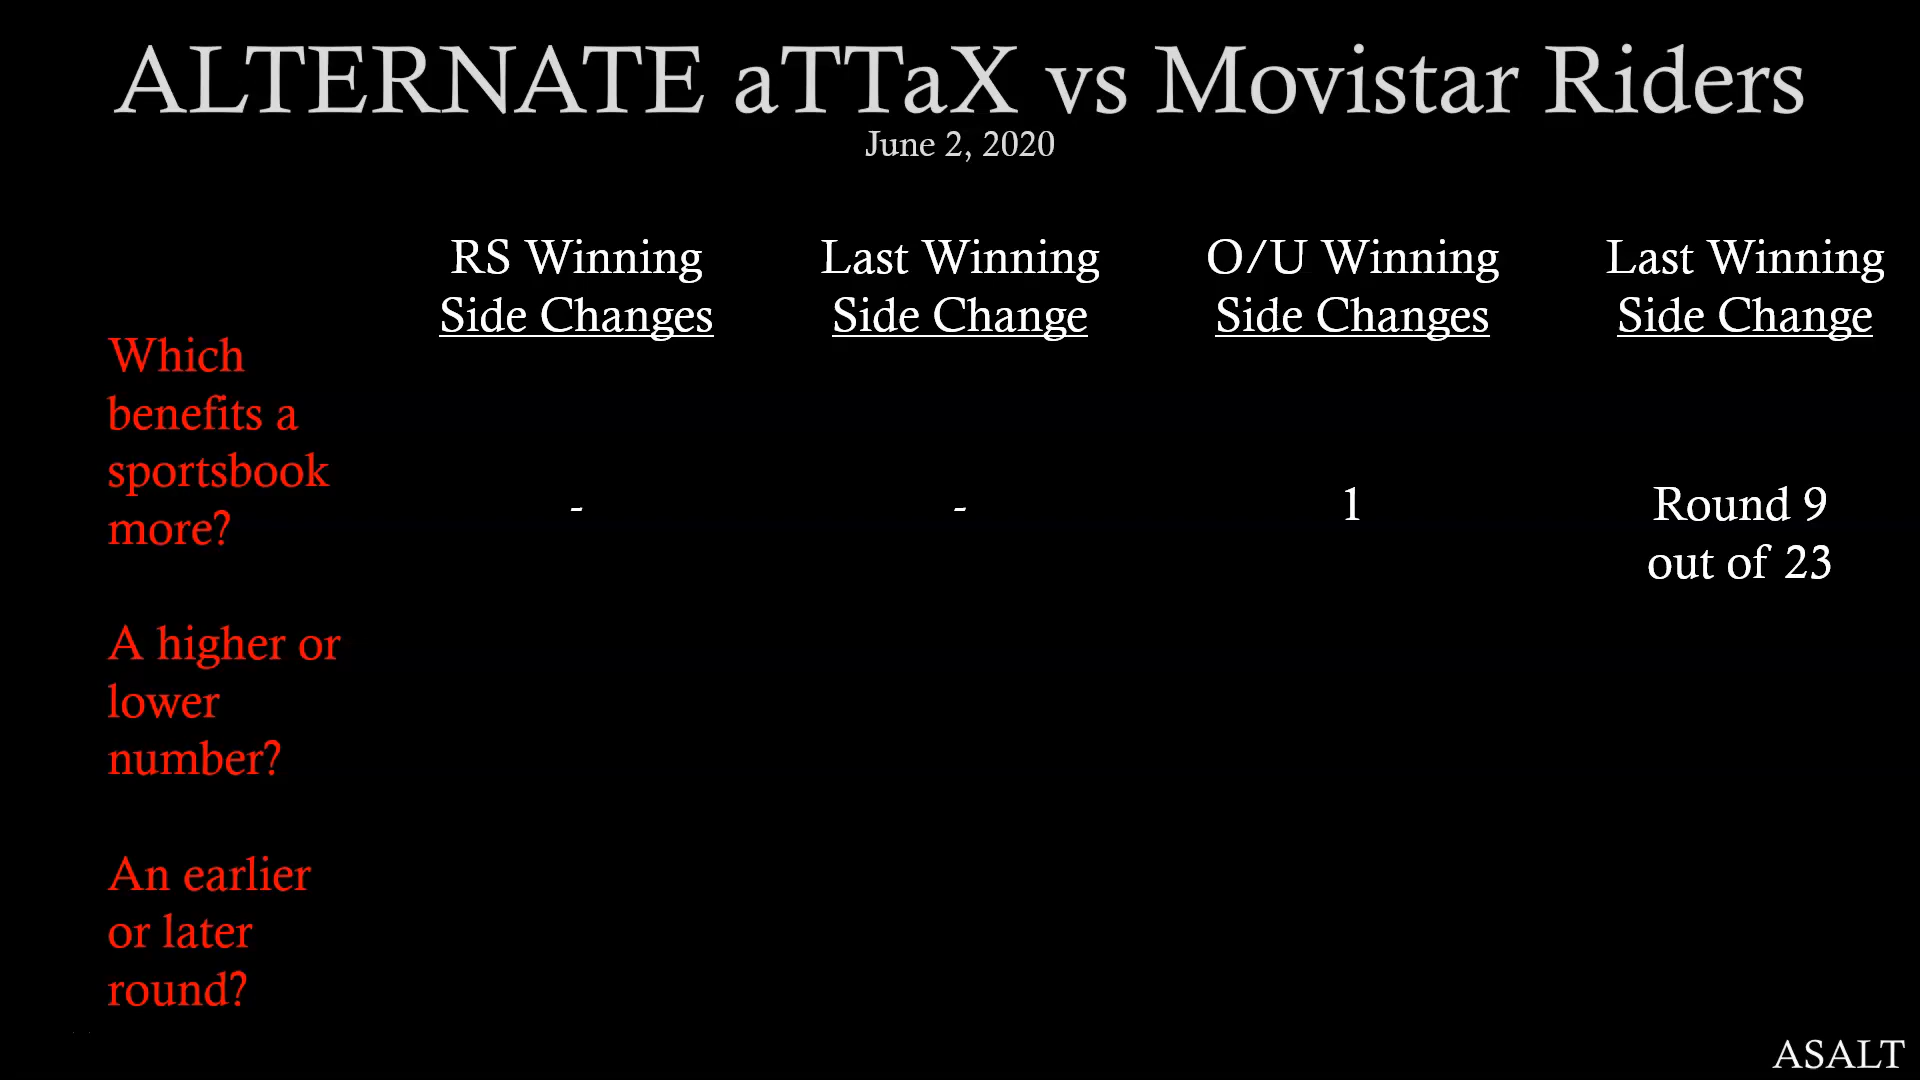 ALTERNATE aTTaX vs Movistar Riders
June 2, 2020
RS Winning
Side Changes
Last Winning
Side Change
O/U Winning
Side Changes
Last Winning
Side Change
Which
benefits a
sportsbook
more?
-
-
1
Round 9
out of 23
A higher or
lower
number?
An earlier
or later
round?
ASALT